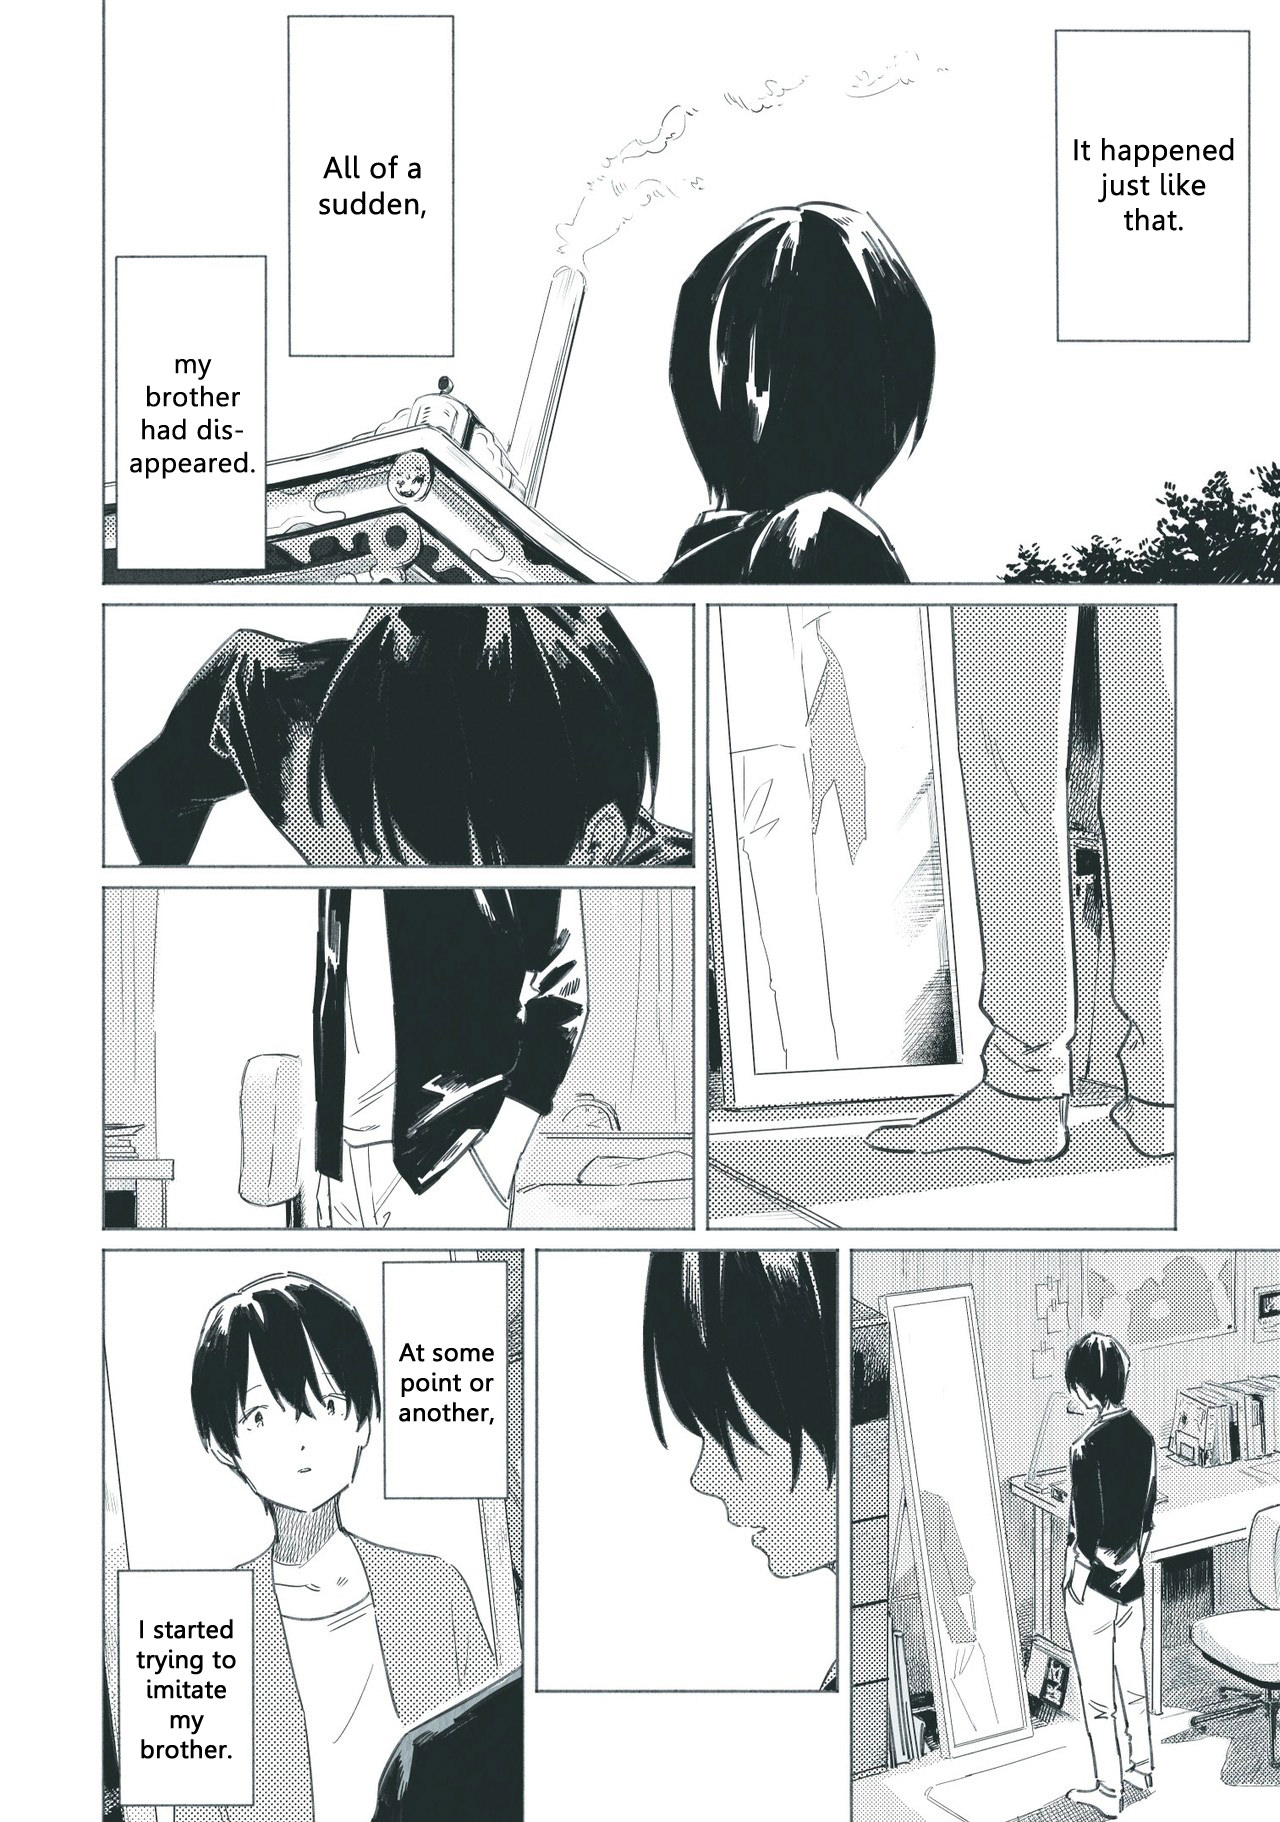 It happened
just like
that.
All of a
sudden,
my
brother
had dis-
appeared.
At some
point or
another,
I started
trying to
imitate
my
brother.